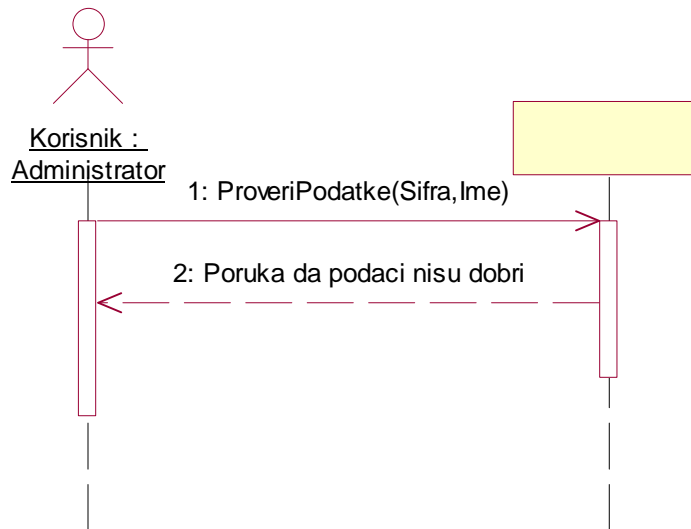 Korisnik :
Administrator
1: ProveriPodatke(Sifra,Ime)
2: Poruka da podaci nisu dobri